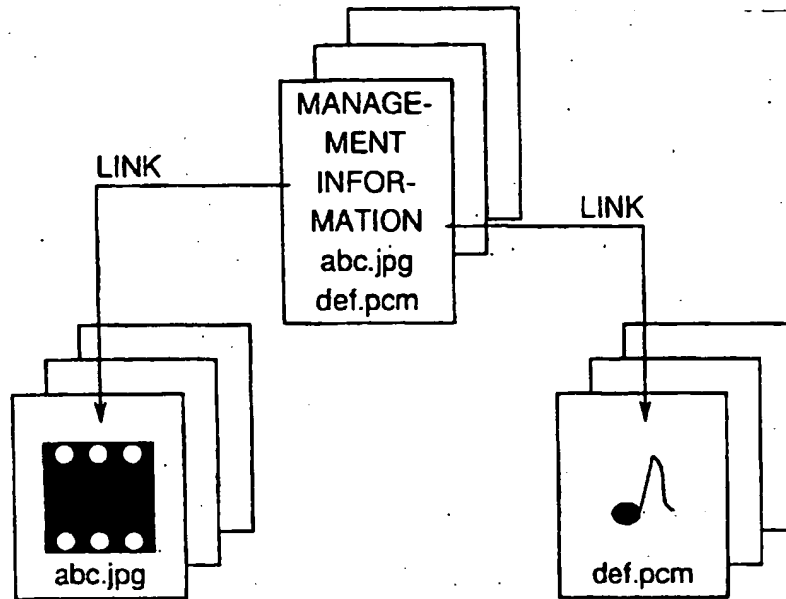 MANAGE-
MENT
INFOR-
MATION
abc.jpg
def.pcm
LINK
LINK
abc.jpg
def.pcm